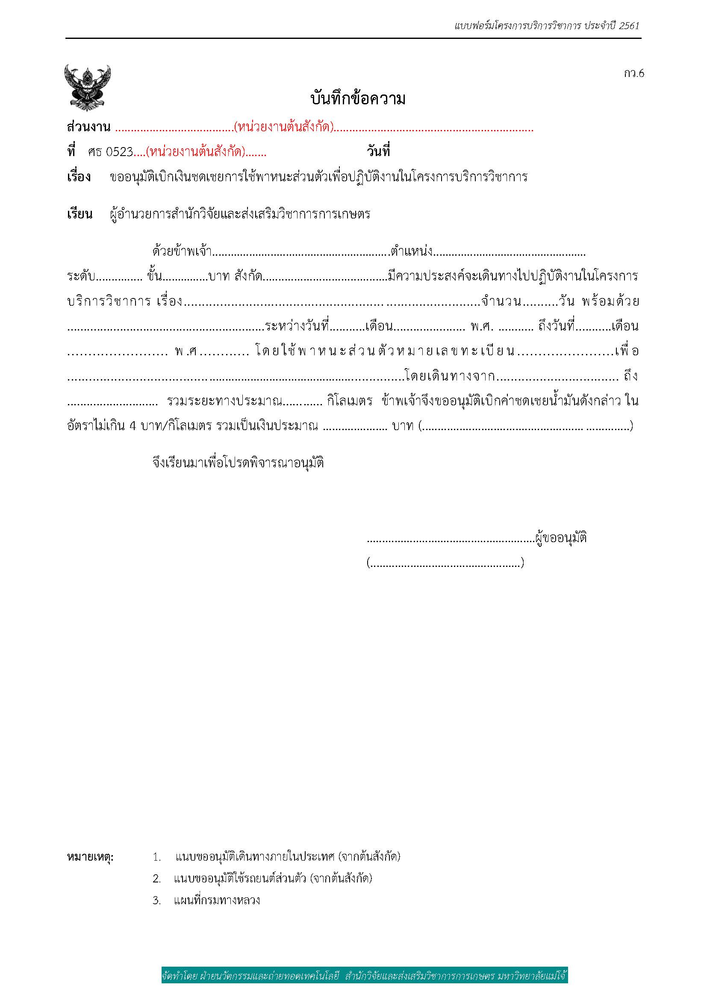 แบบฟอร์มโครงการบริการวิชาการ ประจำปี 2561
กว.6
บันทึกข้อความ
ส่วนงาน ......................................(หน่วยงานต้นสังกัด)................................................................
ที่ ศธ 0523....(หน่วยงานต้นสังกัด)....... วันที่
เรื่อง ขออนุมัติเบิกเงินชดเชยการใช้พาหนะส่วนตัวเพื่อปฏิบัติงานในโครงการบริการวิชาการ
เรียน ผู้อำนวยการสำนักวิจัยและส่งเสริมวิชาการการเกษตร
ด้วยข้าพเจ้า.........................................................ตำแหน่ง.................................................
ระดับ............... ขั้น...............บาท สังกัด........................................มีความประสงค์จะเดินทางไปปฏิบัติงานในโครงการ
บริการวิชาการ เรื่อง..................................................................................จำนวน..........วัน พร้อมด้วย
...............................................................ระหว่างวันที่...........เดือน....................... พ.ศ. ........... ถึงวันที่...........เดือน
........................ พ.ศ............ โดยใช้พาหนะส่วนตัวหมายเลขทะเบียน.......................เพื่อ
...............................................................................................โดยเดินทางจาก.................................. ถึง
............................. รวมระยะทางประมาณ............ กิโลเมตร ข้าพเจ้าจึงขออนุมัติเบิกค่าชดเชยน้ำมันดังกล่าว ใน
อัตราไม่เกิน 4 บาท/กิโลเมตร รวมเป็นเงินประมาณ ..................... บาท (..................................................................)
จึงเรียนมาเพื่อโปรดพิจารณาอนุมัติ
.......................................................ผู้ขออนุมัติ
(.................................................)
หมายเหตุ: 1. แนบขออนุมัติเดินทางภายในประเทศ (จากต้นสังกัด)
2. แนบขออนุมัติใช้รถยนต์ส่วนตัว (จากต้นสังกัด)
3. แผนที่กรมทางหลวง
จัดทำโดย ฝ่ายนวัตกรรมและถ่ายทอดเทคโนโลยี สำนักวิจัยและส่งเสริมวิชาการการเกษตร มหาวิทยาลัยแม่โจ้